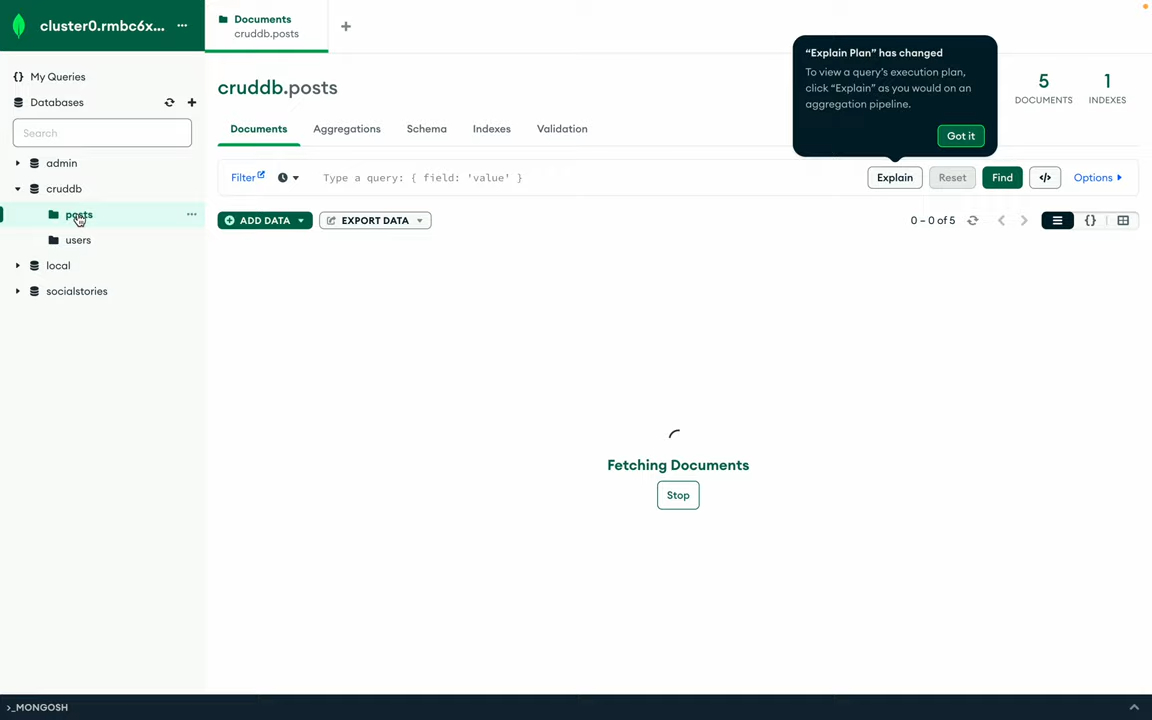 cluster0.rmbc6x...
{} My Queries
Databases
Search
admin
cruddb
posts
users
local
socialstories
Documents
cruddb.posts
cruddb.posts
5
DOCUMENTS
1
INDEXES
Documents
Aggregations
Schema
Indexes
Validation
“Explain Plan” has changed
To view a query’s execution plan,
click “Explain” as you would on an
aggregation pipeline.
Got it
Filter
Type a query: { field: 'value' }
Explain
Reset
Find
</>
Options
ADD DATA
EXPORT DATA
0 – 0 of 5
{}
Fetching Documents
Stop
>_MONGOSH